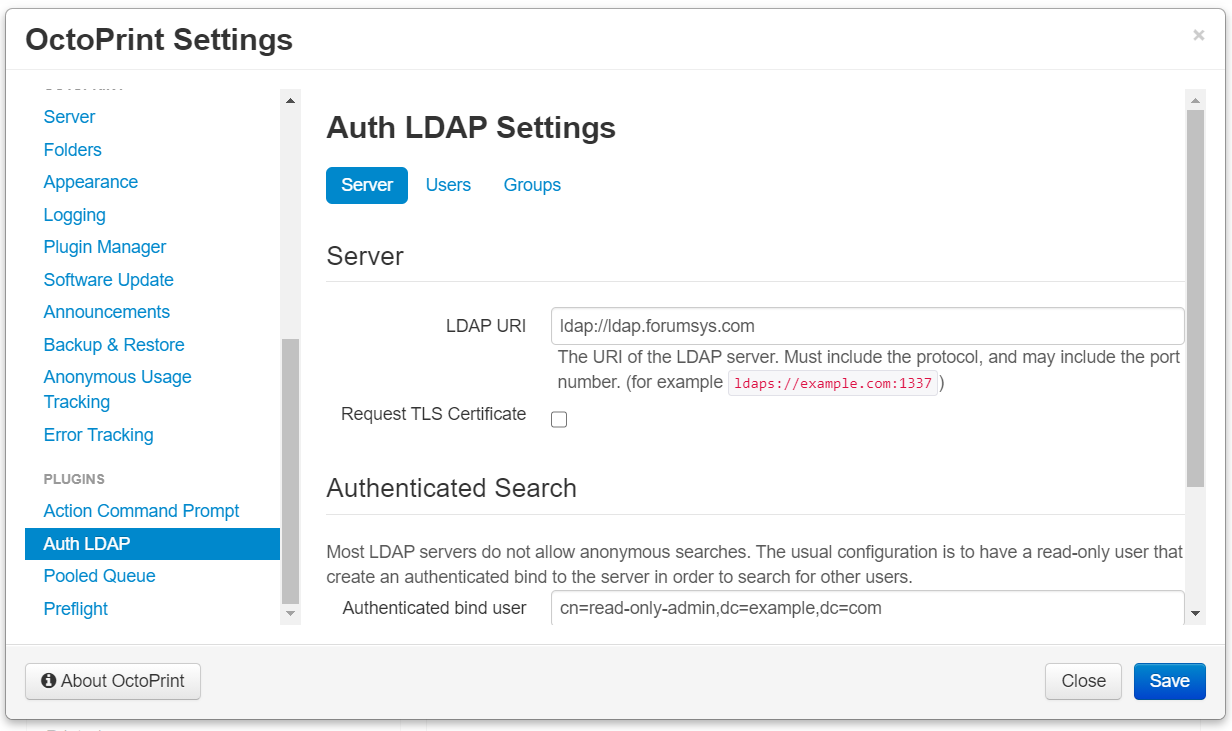 OctoPrint Settings
×
Server
Folders
Appearance
Logging
Plugin Manager
Software Update
Announcements
Backup & Restore
Anonymous Usage
Tracking
Error Tracking
PLUGINS
Action Command Prompt
Auth LDAP
Pooled Queue
Preflight
Auth LDAP Settings
Server Users Groups
Server
LDAP URI ldap://ldap.forumsys.com
The URI of the LDAP server. Must include the protocol, and may include the port
number. (for example ldaps://example.com:1337)
Request TLS Certificate
Authenticated Search
Most LDAP servers do not allow anonymous searches. The usual configuration is to have a read-only user that
create an authenticated bind to the server in order to search for other users.
Authenticated bind user cn=read-only-admin,dc=example,dc=com
About OctoPrint Close Save